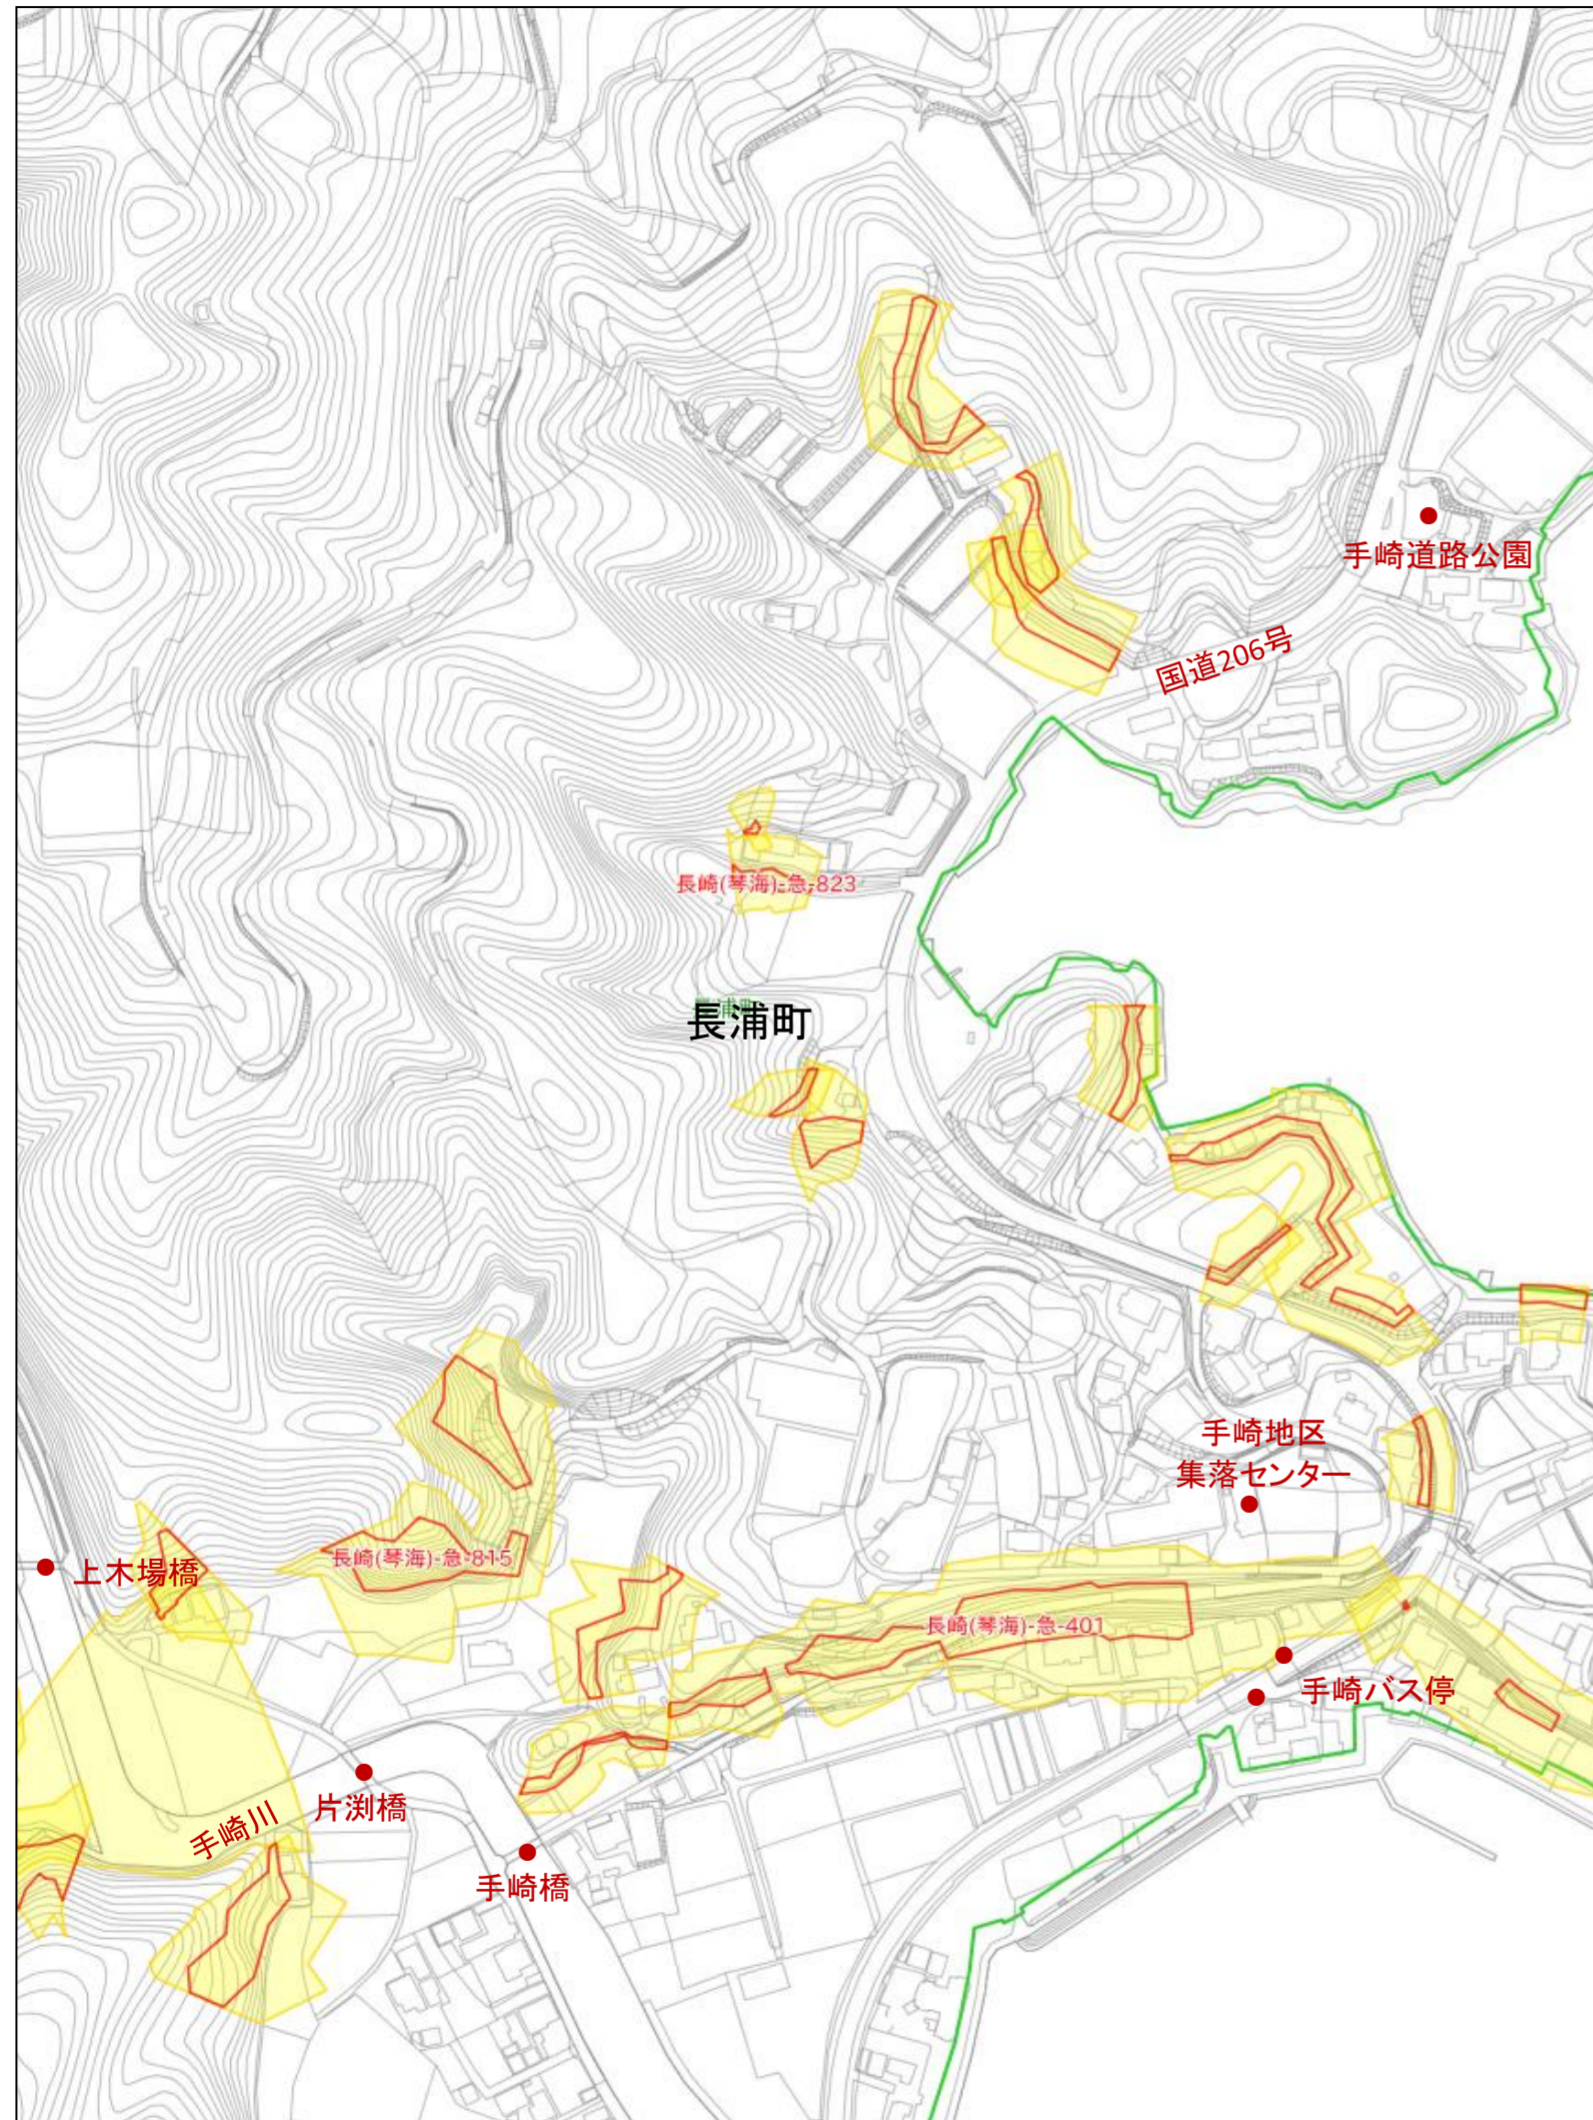 手崎道路公園
国道206号
長崎(琴海)-急-823
長浦町
長浦町
手崎地区
集落センター
長崎(琴海)-急-815
上木場橋
長崎(琴海)-急-401
手崎バス停
片渕橋
手崎川
手崎橋